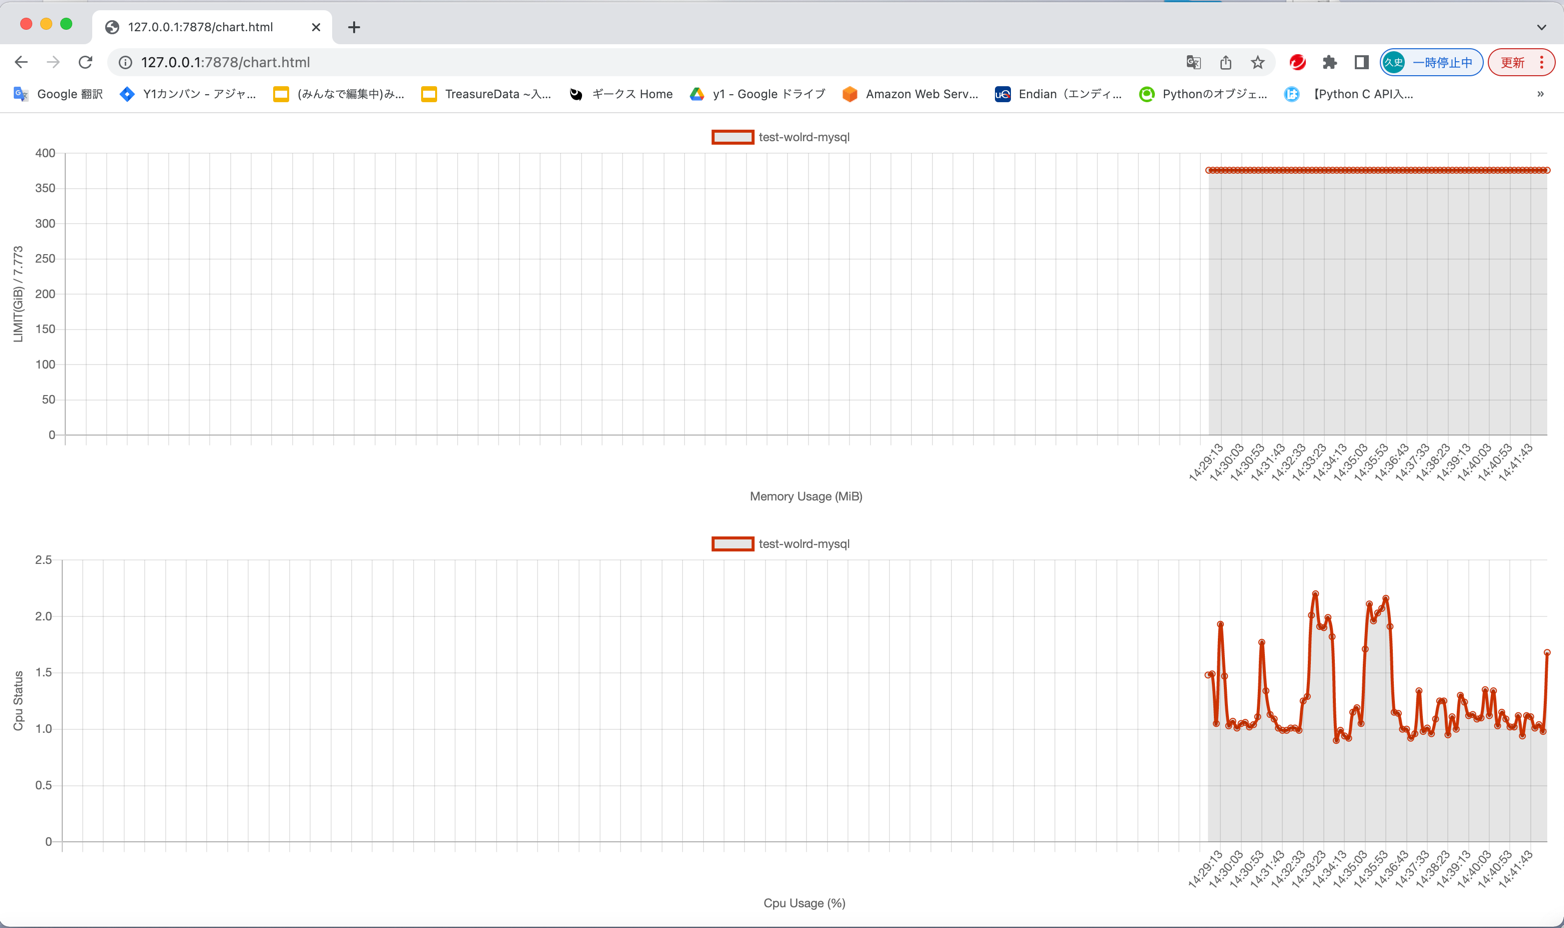 127.0.0.1:7878/chart.html
127.0.0.1:7878/chart.html
久史 一時停止中
更新
Google 翻訳
Y1カンバン - アジャ...
(みんなで編集中)み...
TreasureData ~入...
ギークス Home
y1 - Google ドライブ
Amazon Web Serv...
Endian（エンディ...
Pythonのオブジェ...
【Python C API入...
»
test-wolrd-mysql
400
350
300
250
200
150
100
50
0
LIMIT(GiB) / 7.773
14:29:13 14:30:03 14:30:53 14:31:43 14:32:33 14:33:23 14:34:13 14:35:03 14:35:53 14:36:43 14:37:33 14:38:23 14:39:13 14:40:03 14:40:53 14:41:43
Memory Usage (MiB)
test-wolrd-mysql
2.5
2.0
1.5
1.0
0.5
0
Cpu Status
14:29:13 14:30:03 14:30:53 14:31:43 14:32:33 14:33:23 14:34:13 14:35:03 14:35:53 14:36:43 14:37:33 14:38:23 14:39:13 14:40:03 14:40:53 14:41:43
Cpu Usage (%)